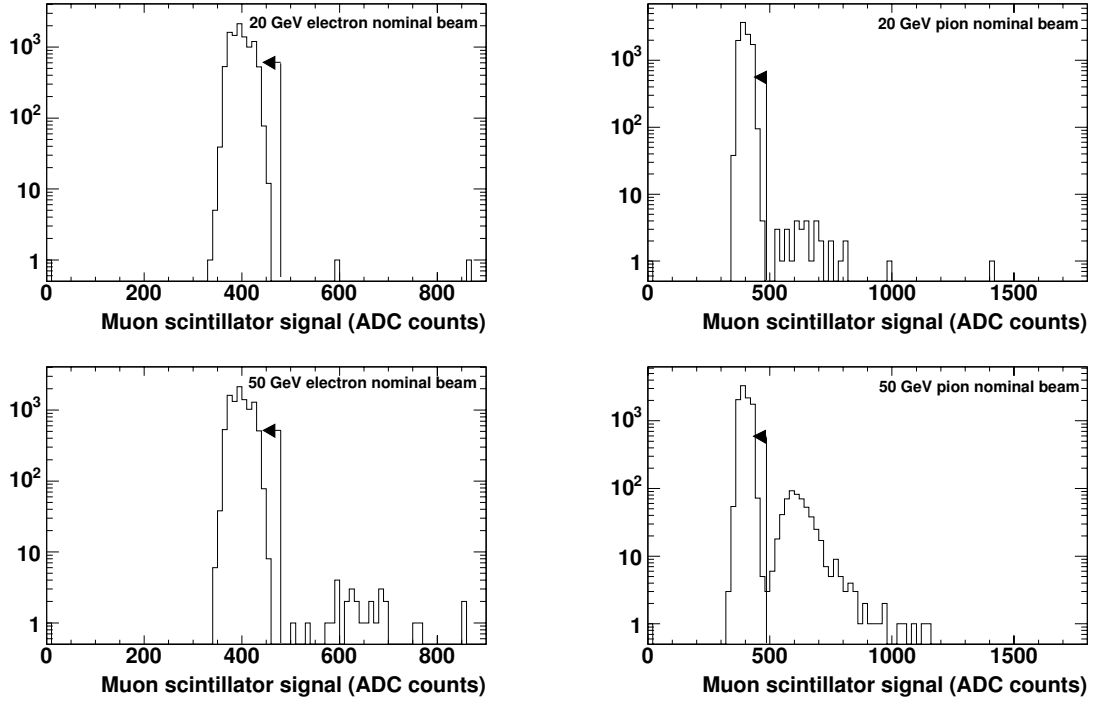 20 GeV electron nominal beam
10³
10²
10
1
0 200 400 600 800
Muon scintillator signal (ADC counts)
20 GeV pion nominal beam
10³
10²
10
1
0 500 1000 1500
Muon scintillator signal (ADC counts)
50 GeV electron nominal beam
10³
10²
10
1
0 200 400 600 800
Muon scintillator signal (ADC counts)
50 GeV pion nominal beam
10³
10²
10
1
0 500 1000 1500
Muon scintillator signal (ADC counts)